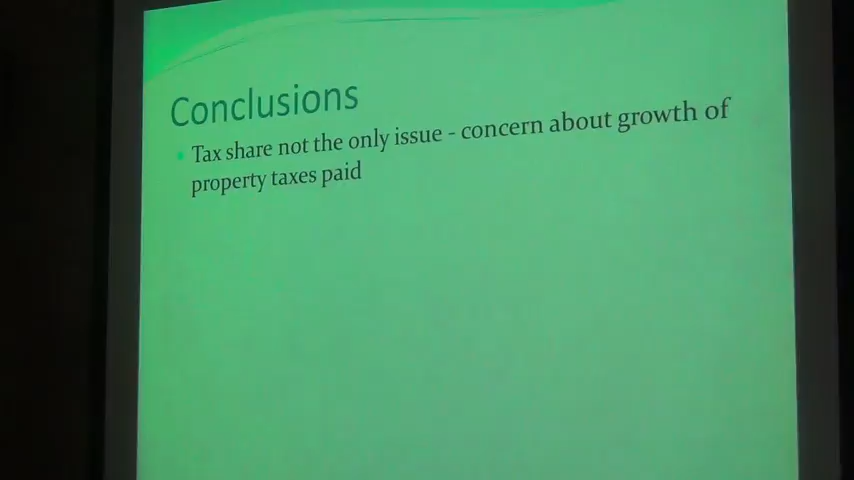 Conclusions
Tax share not the only issue - concern about growth of
property taxes paid